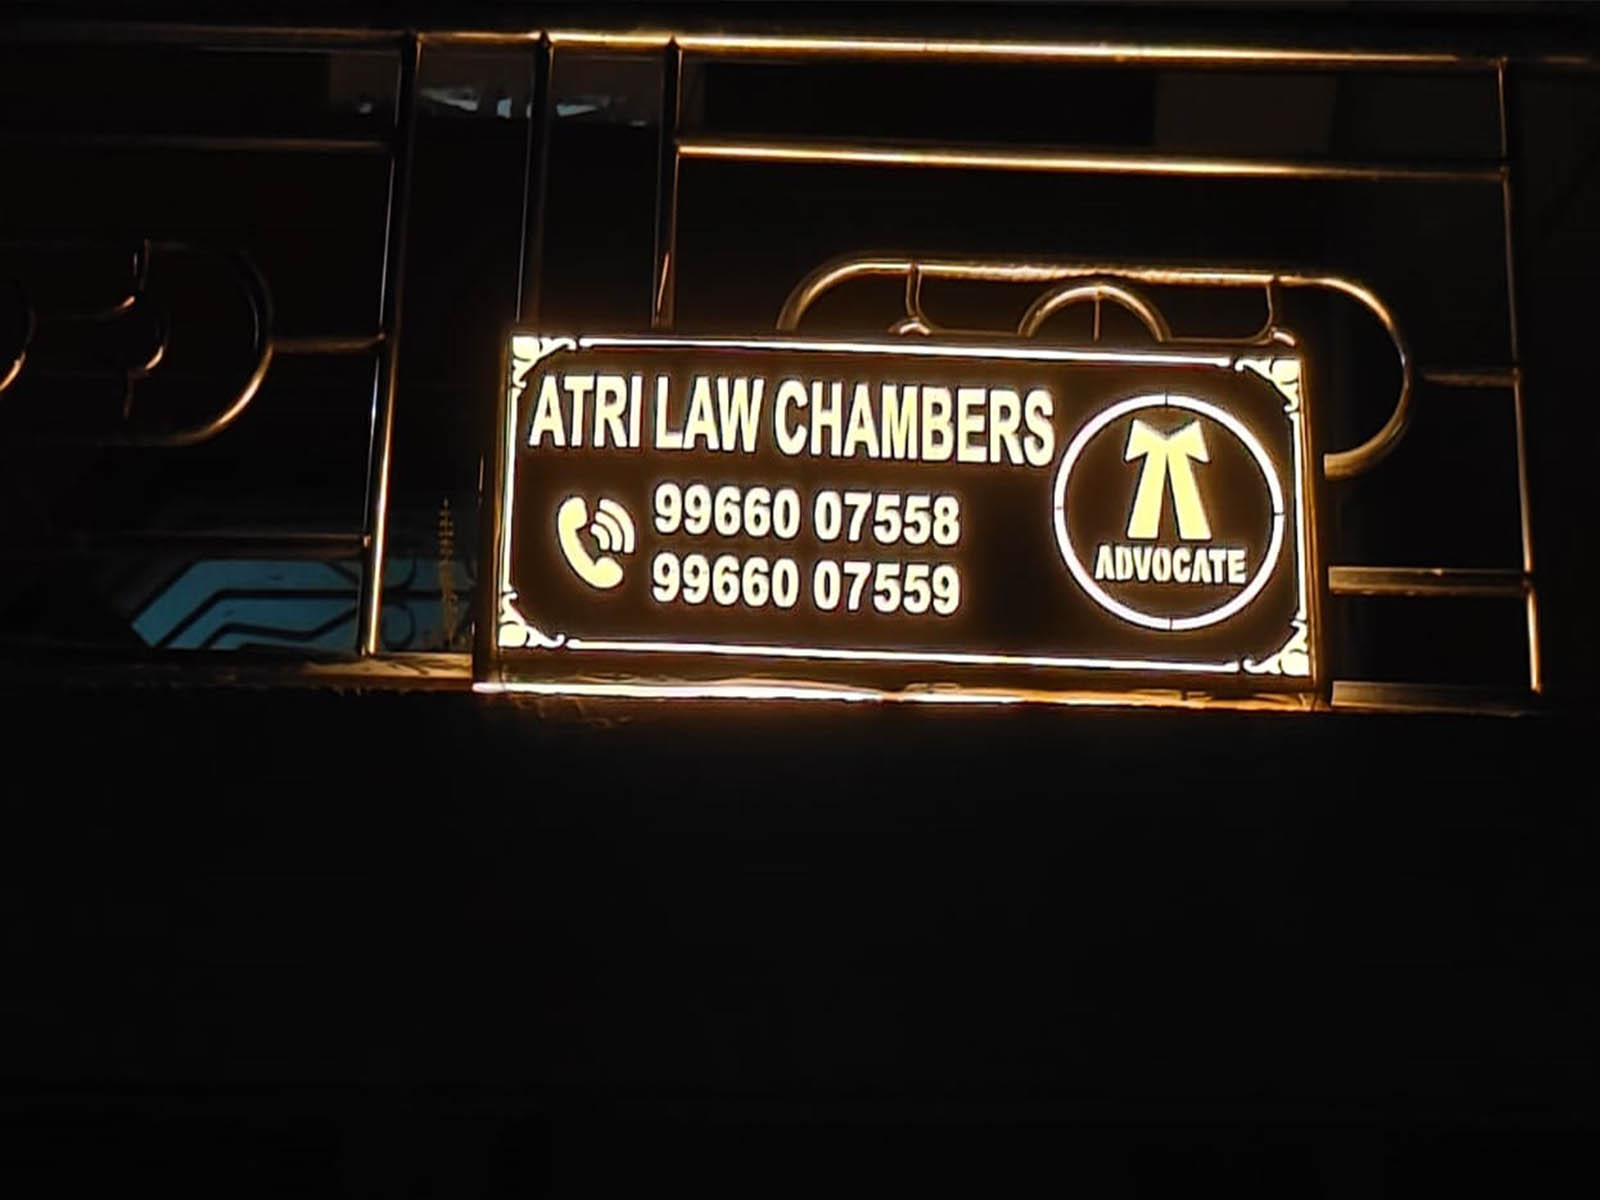 ATRI LAW CHAMBERS
99660 07558
99660 07559
ADVOCATE